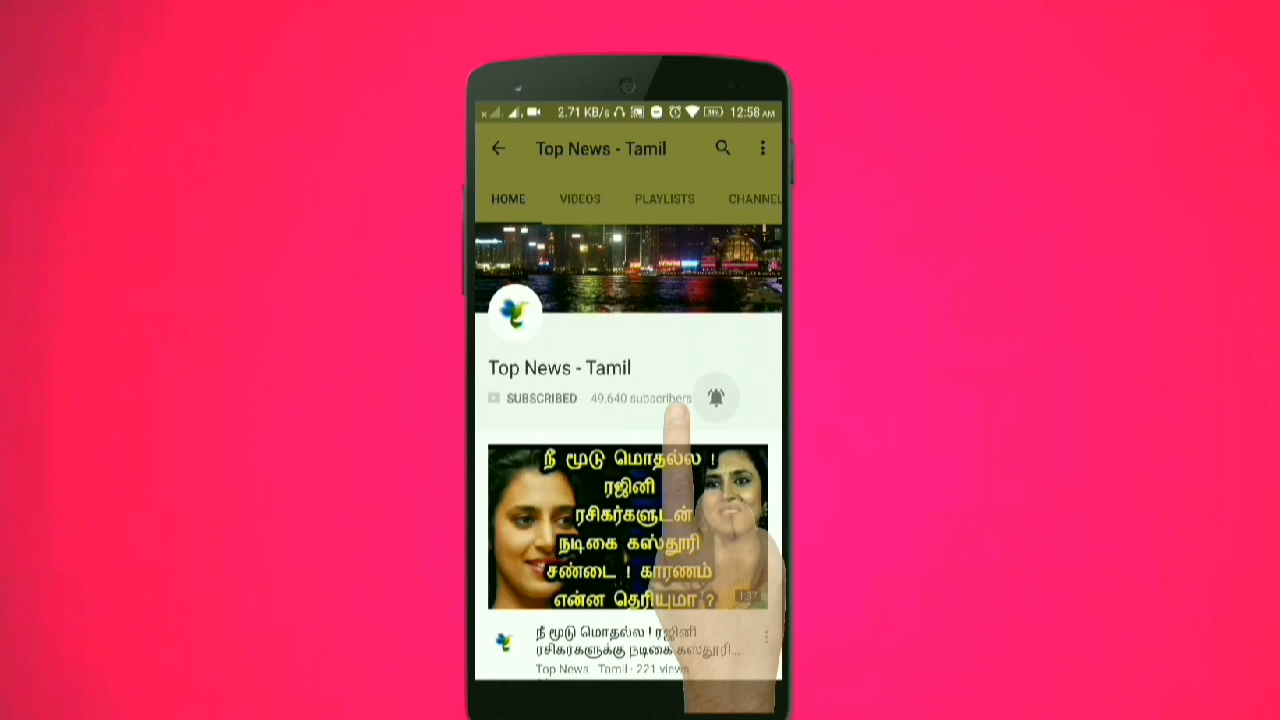 2.71 KB/s 12:58 AM
Top News - Tamil
HOME VIDEOS PLAYLISTS CHANNEL
Top News - Tamil
SUBSCRIBED 49,640 subscribers
நீ மூடு மொதல்ல !
ரஜினி
ரசிகர்களுடன்
நடிகை கஸ்தூரி
சண்டை ! காரணம்
என்ன தெரியுமா ?
1:37
நீ மூடு மொதல்ல ! ரஜினி
ரசிகர்களுக்கு நடிகை கஸ்தூரி...
Top News - Tamil · 221 views